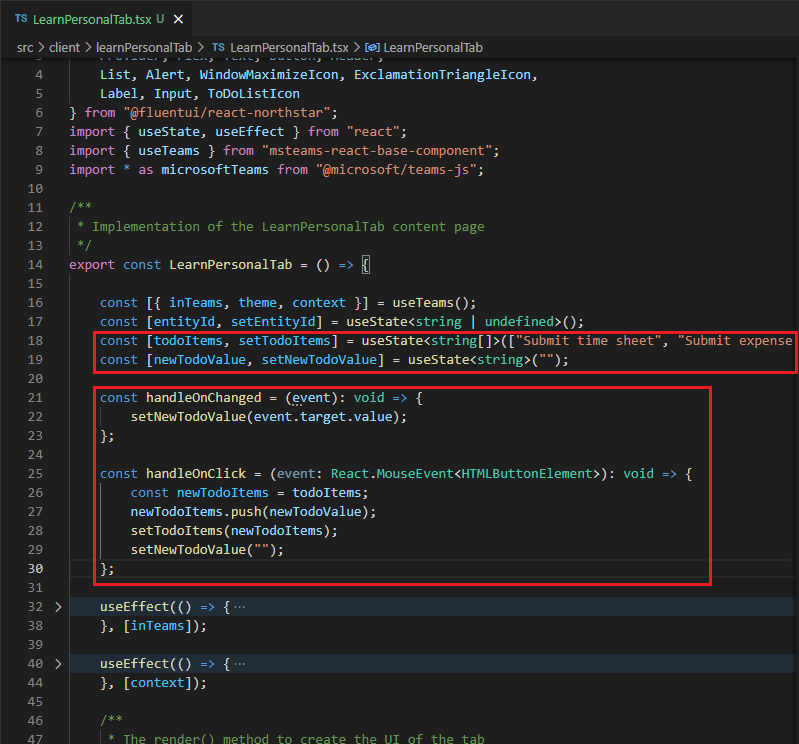 TS LearnPersonalTab.tsx U ✕
src > client > learnPersonalTab > TS LearnPersonalTab.tsx > LearnPersonalTab
3 Provider, Flex, Text, Button, Header,
4 List, Alert, WindowMaximizeIcon, ExclamationTriangleIcon,
5 Label, Input, ToDoListIcon
6 } from "@fluentui/react-northstar";
7 import { useState, useEffect } from "react";
8 import { useTeams } from "msteams-react-base-component";
9 import * as microsoftTeams from "@microsoft/teams-js";
10
11 /**
12 * Implementation of the LearnPersonalTab content page
13 */
14 export const LearnPersonalTab = () => {
15
16 const [{ inTeams, theme, context }] = useTeams();
17 const [entityId, setEntityId] = useState<string | undefined>();
18 const [todoItems, setTodoItems] = useState<string[]>(["Submit time sheet", "Submit expense
19 const [newTodoValue, setNewTodoValue] = useState<string>("");
20
21 const handleOnChanged = (event): void => {
22 setNewTodoValue(event.target.value);
23 };
24
25 const handleOnClick = (event: React.MouseEvent<HTMLButtonElement>): void => {
26 const newTodoItems = todoItems;
27 newTodoItems.push(newTodoValue);
28 setTodoItems(newTodoItems);
29 setNewTodoValue("");
30 };
31
32 > useEffect(() => { ...
38 }, [inTeams]);
39
40 > useEffect(() => { ...
44 }, [context]);
45
46 /**
47 * The render() method to create the UI of the tab